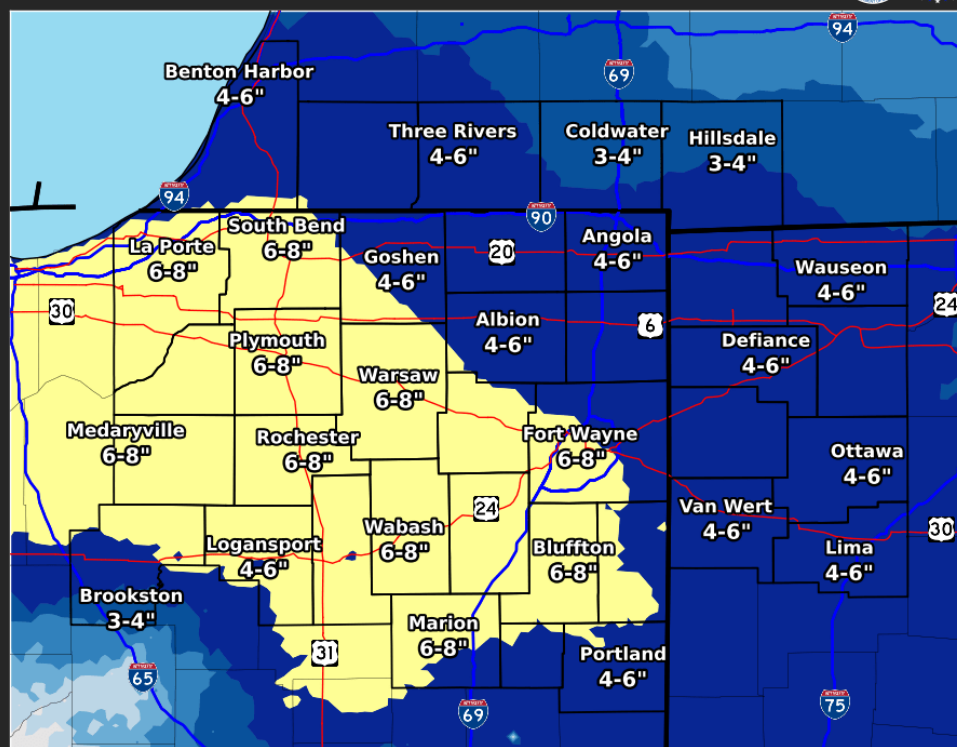 94
Benton Harbor
4-6"
69
Three Rivers
4-6"
Coldwater
3-4"
Hillsdale
3-4"
94
90
La Porte
6-8"
South Bend
6-8"
Goshen
4-6"
20
Angola
4-6"
Wauseon
4-6"
24
30
Plymouth
6-8"
Albion
4-6"
6
Defiance
4-6"
Warsaw
6-8"
Medaryville
6-8"
Rochester
6-8"
Fort Wayne
6-8"
Ottawa
4-6"
Logansport
4-6"
Wabash
6-8"
24
Bluffton
6-8"
Van Wert
4-6"
30
Lima
4-6"
Brookston
3-4"
Marion
6-8"
31
65
Portland
4-6"
69
75